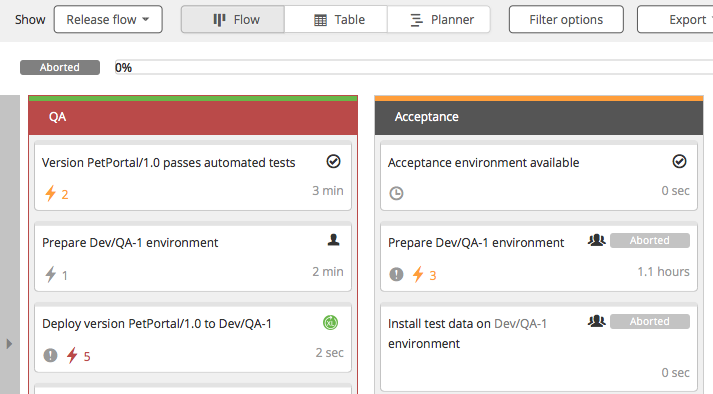 Show Release flow Flow Table Planner Filter options Export
Aborted 0%
QA
Version PetPortal/1.0 passes automated tests
2 3 min
Prepare Dev/QA-1 environment
1 2 min
Deploy version PetPortal/1.0 to Dev/QA-1
XL
5 2 sec
Acceptance
Acceptance environment available
0 sec
Prepare Dev/QA-1 environment Aborted
3 1.1 hours
Install test data on Dev/QA-1 Aborted
environment
0 sec